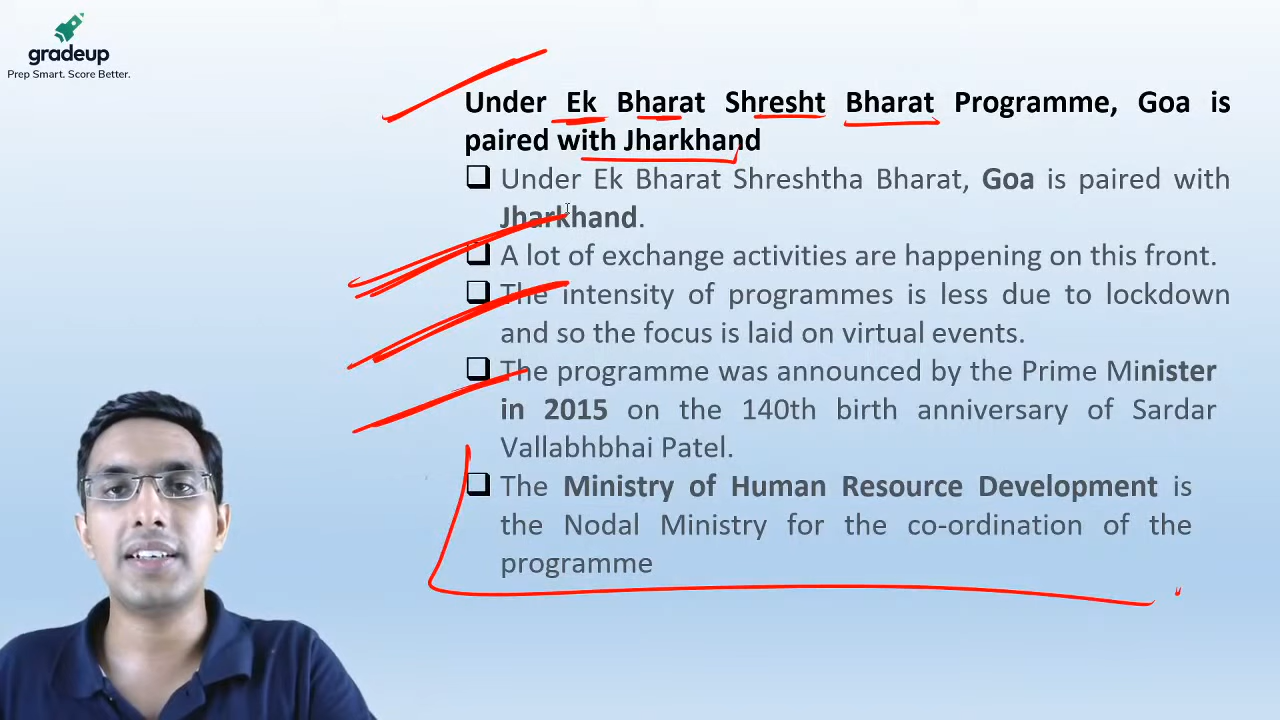 gradeup
Prep Smart. Score Better.
Under Ek Bharat Shresht Bharat Programme, Goa is
paired with Jharkhand
Under Ek Bharat Shreshtha Bharat, Goa is paired with
Jharkhand.
A lot of exchange activities are happening on this front.
The intensity of programmes is less due to lockdown
and so the focus is laid on virtual events.
The programme was announced by the Prime Minister
in 2015 on the 140th birth anniversary of Sardar
Vallabhbhai Patel.
The Ministry of Human Resource Development is
the Nodal Ministry for the co-ordination of the
programme